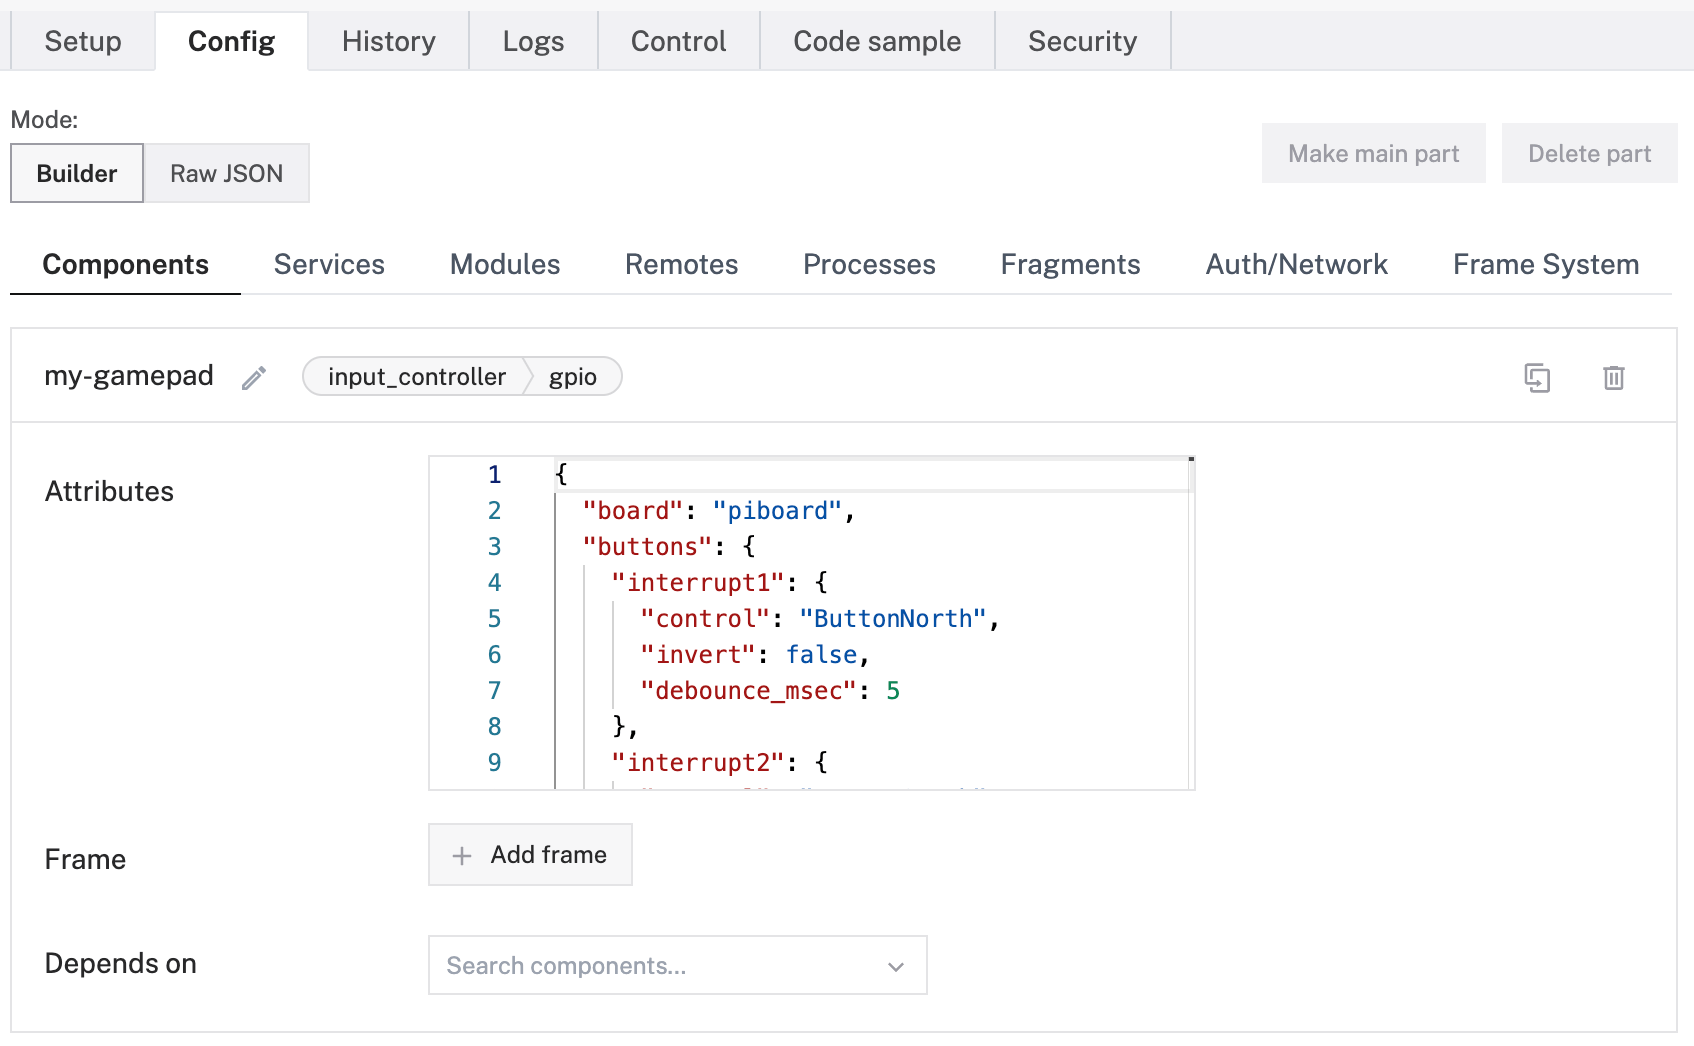 Setup Config History Logs Control Code sample Security
Mode:
Builder Raw JSON Make main part Delete part
Components Services Modules Remotes Processes Fragments Auth/Network Frame System
my-gamepad input_controller gpio
Attributes
1 {
2 "board": "piboard",
3 "buttons": {
4 "interrupt1": {
5 "control": "ButtonNorth",
6 "invert": false,
7 "debounce_msec": 5
8 },
9 "interrupt2": {
Frame + Add frame
Depends on Search components...